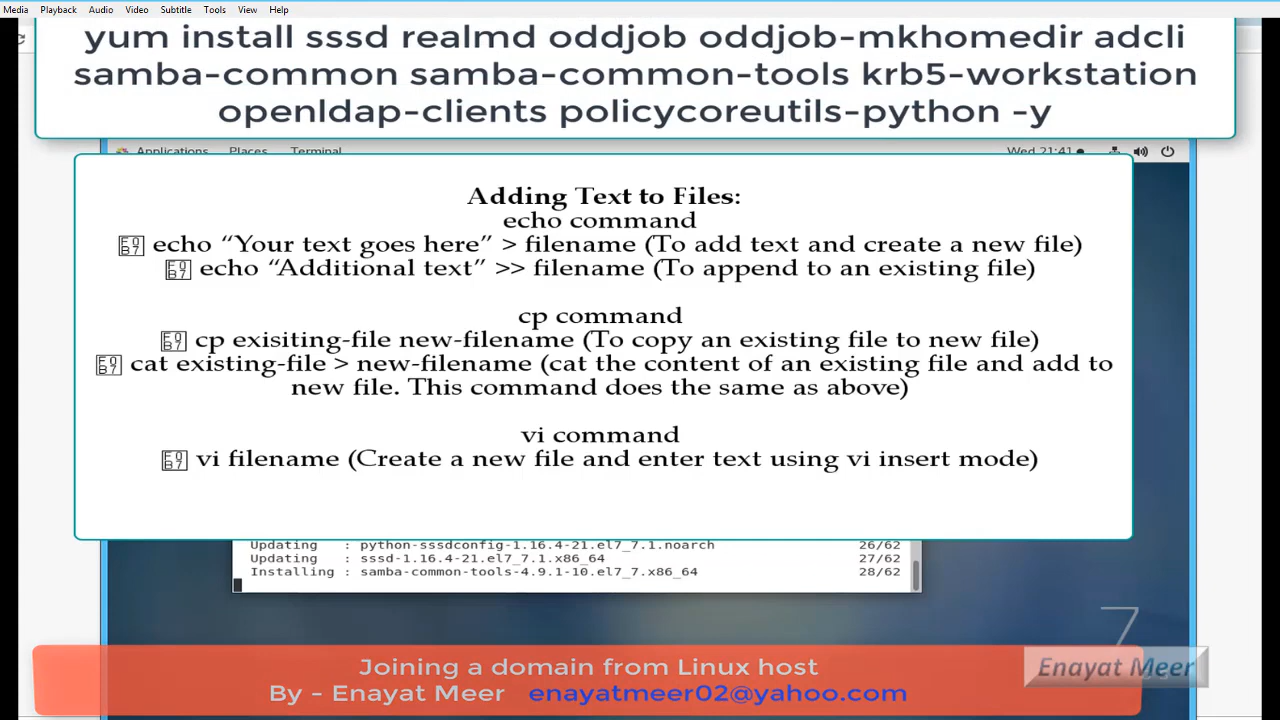 Media Playback Audio Video Subtitle Tools View Help
yum install sssd realmd oddjob oddjob-mkhomedir adcli
samba-common samba-common-tools krb5-workstation
openldap-clients policycoreutils-python -y
Applications Places Terminal Wed 21:41
Adding Text to Files:
echo command
echo “Your text goes here” > filename (To add text and create a new file)
echo “Additional text” >> filename (To append to an existing file)
cp command
cp exisiting-file new-filename (To copy an existing file to new file)
cat existing-file > new-filename (cat the content of an existing file and add to
new file. This command does the same as above)
vi command
vi filename (Create a new file and enter text using vi insert mode)
Updating : python-sssdconfig-1.16.4-21.el7_7.1.noarch 26/62
Updating : sssd-1.16.4-21.el7_7.1.x86_64 27/62
Installing : samba-common-tools-4.9.1-10.el7_7.x86_64 28/62
7
Joining a domain from Linux host
By - Enayat Meer enayatmeer02@yahoo.com
Enayat Meer